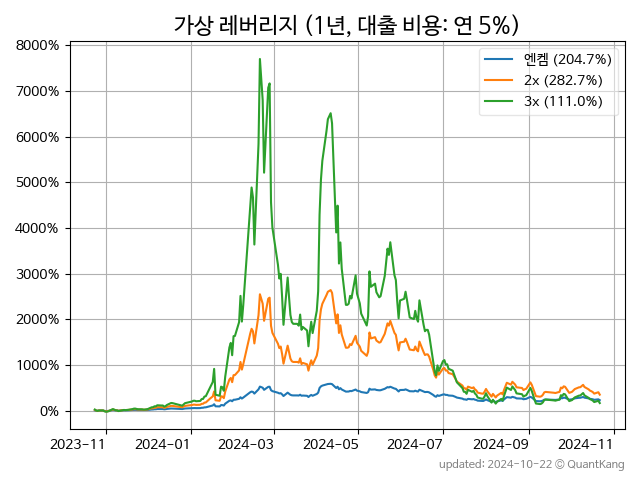 가상 레버리지 (1년, 대출 비용: 연 5%)
엔켐 (204.7%)
2x (282.7%)
3x (111.0%)
8000%
7000%
6000%
5000%
4000%
3000%
2000%
1000%
0%
2023-11 2024-01 2024-03 2024-05 2024-07 2024-09 2024-11
updated: 2024-10-22 @ QuantKang